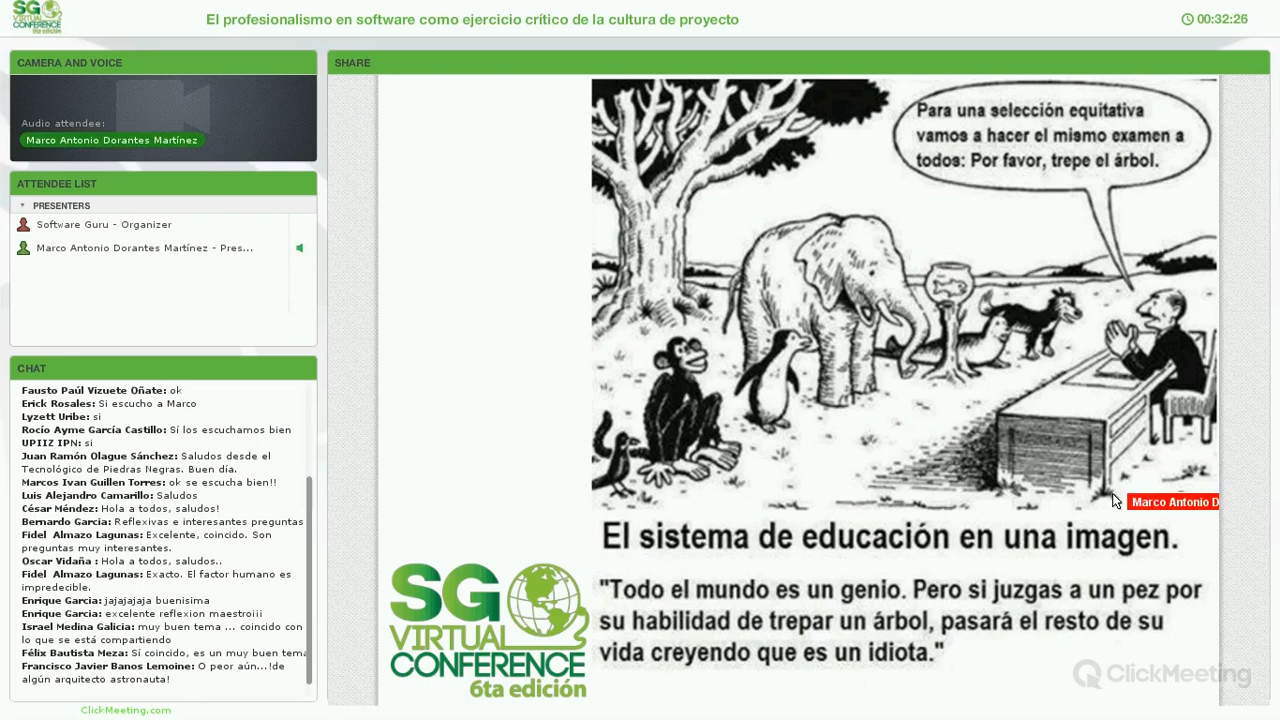 SG
VIRTUAL
CONFERENCE
6ta edición
El profesionalismo en software como ejercicio crítico de la cultura de proyecto
00:32:26
CAMERA AND VOICE
Audio attendee:
Marco Antonio Dorantes Martínez
ATTENDEE LIST
PRESENTERS
Software Guru - Organizer
Marco Antonio Dorantes Martínez - Pres...
CHAT
Fausto Paúl Vizuete Oñate: ok
Erick Rosales: Si escucho a Marco
Lyzett Uribe: si
Rocío Ayme García Castillo: Sí los escuchamos bien
UPIIZ IPN: si
Juan Ramón Olague Sánchez: Saludos desde el
Tecnológico de Piedras Negras. Buen día.
Marcos Ivan Guillen Torres: ok se escucha bien!!
Luis Alejandro Camarillo: Saludos
César Méndez: Hola a todos, saludos!
Bernardo Garcia: Reflexivas e interesantes preguntas
Fidel Almazo Lagunas: Excelente, coincido. Son
preguntas muy interesantes.
Oscar Vidaña : Hola a todos, saludos..
Fidel Almazo Lagunas: Exacto. El factor humano es
impredecible.
Enrique Garcia: jajajajaja buenisima
Enrique Garcia: excelente reflexion maestroiii
Israel Medina Galicia: muy buen tema ... coincido con
lo que se está compartiendo
Félix Bautista Meza: Sí coincido, es un muy buen tema
Francisco Javier Banos Lemoine: O peor aún...!de
algún arquitecto astronauta!
ClickMeeting.com
SHARE
Para una selección equitativa
vamos a hacer el mismo examen a
todos: Por favor, trepe el árbol.
Marco Antonio D
El sistema de educación en una imagen.
"Todo el mundo es un genio. Pero si juzgas a un pez por
su habilidad de trepar un árbol, pasará el resto de su
vida creyendo que es un idiota."
SG
VIRTUAL
CONFERENCE
6ta edición
ClickMeeting